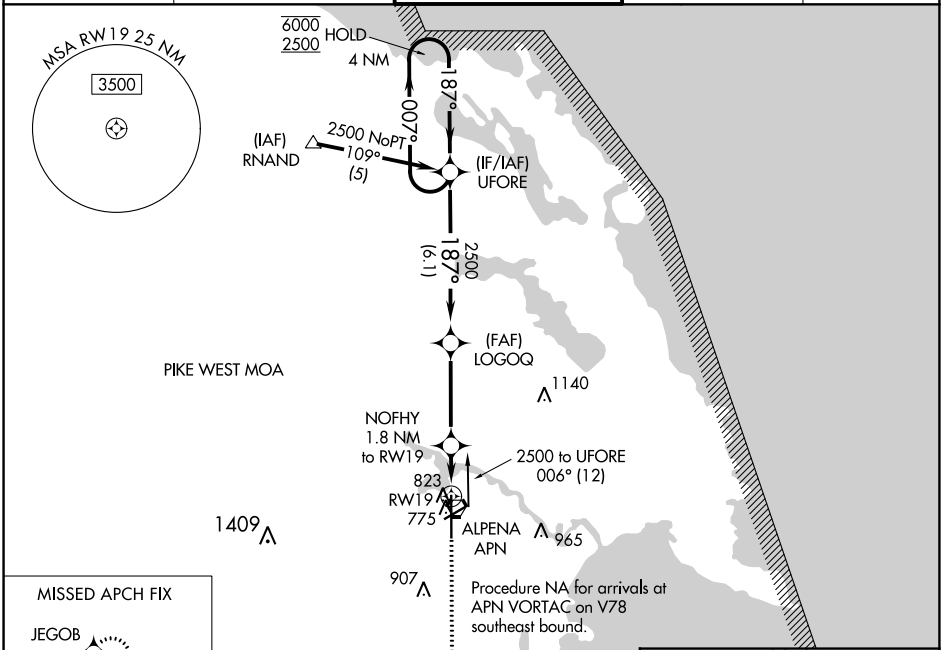 MSA RW19 25 NM
3500
6000
2500
HOLD
4 NM
187°
007°
(IAF)
RNAND
2500 NoPT
109°
(5)
(IF/IAF)
UFORE
2500
187°
(6.1)
(FAF)
LOGOQ
PIKE WEST MOA
1140
NOFHY
1.8 NM
to RW19
2500 to UFORE
006° (12)
823
RW19
775
ALPENA
APN
1409
965
907
Procedure NA for arrivals at
APN VORTAC on V78
southeast bound.
MISSED APCH FIX
JEGOB